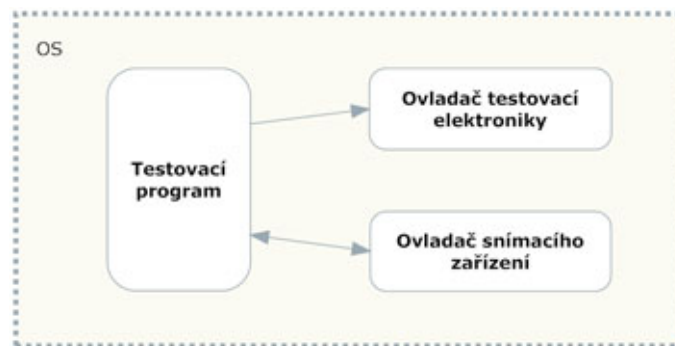 OS
Testovací
program
Ovladač testovací
elektroniky
Ovladač snímacího
zařízení